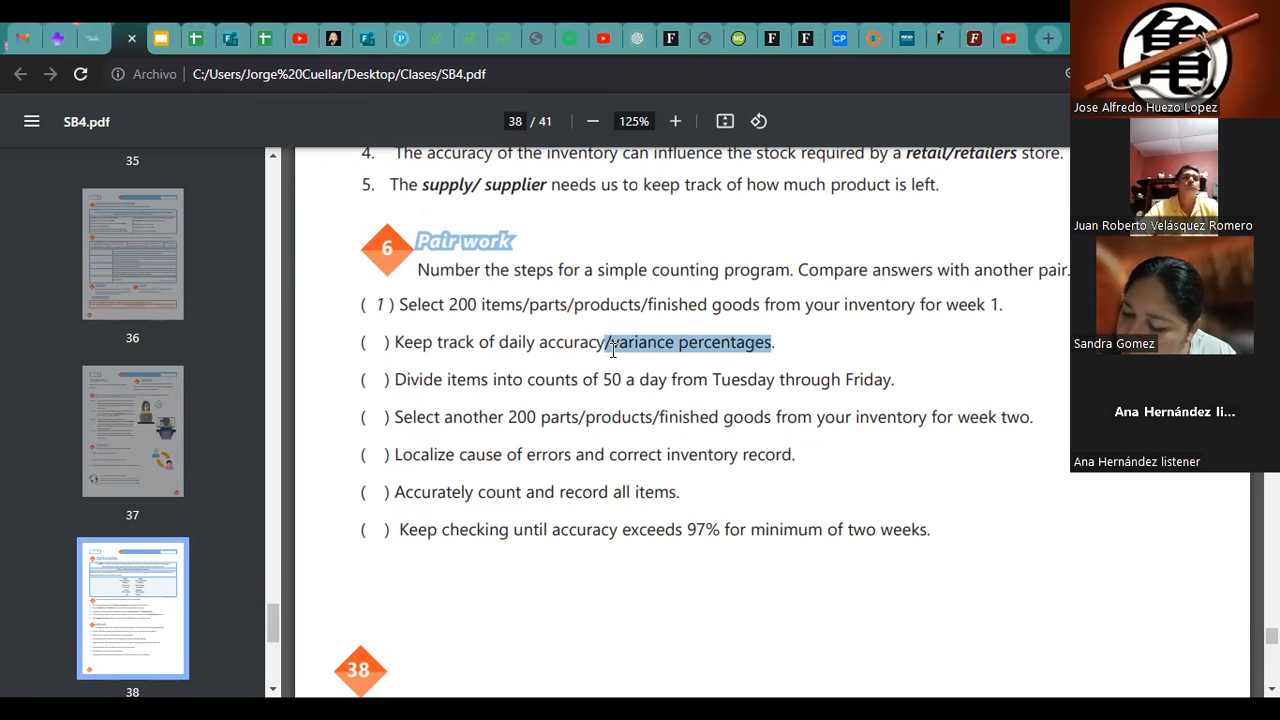 Archivo
C:/Users/Jorge%20Cuellar/Desktop/Clases/SB4.pdf
SB4.pdf
38 / 41
125%
35
36
37
38
4. The accuracy of the inventory can influence the stock required by a retail/retailers store.
5. The supply/ supplier needs us to keep track of how much product is left.
6 Pair work
Number the steps for a simple counting program. Compare answers with another pair.
( 1 ) Select 200 items/parts/products/finished goods from your inventory for week 1.
( ) Keep track of daily accuracy/variance percentages.
( ) Divide items into counts of 50 a day from Tuesday through Friday.
( ) Select another 200 parts/products/finished goods from your inventory for week two.
( ) Localize cause of errors and correct inventory record.
( ) Accurately count and record all items.
( ) Keep checking until accuracy exceeds 97% for minimum of two weeks.
38
亀
Jose Alfredo Huezo Lopez
Juan Roberto Velásquez Romero
Sandra Gomez
Ana Hernández li...
Ana Hernández listener